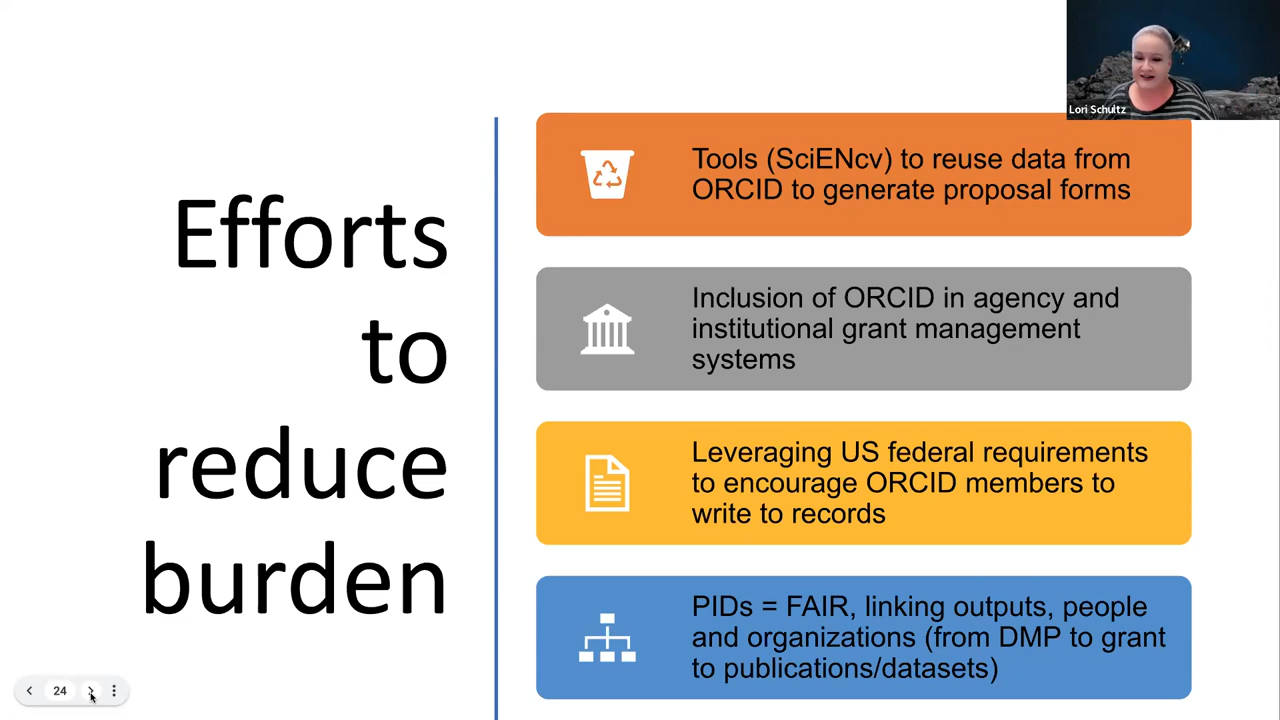 Lori Schultz
Efforts
to
reduce
burden
Tools (SciENcv) to reuse data from
ORCID to generate proposal forms
Inclusion of ORCID in agency and
institutional grant management
systems
Leveraging US federal requirements
to encourage ORCID members to
write to records
PIDs = FAIR, linking outputs, people
and organizations (from DMP to grant
to publications/datasets)
24